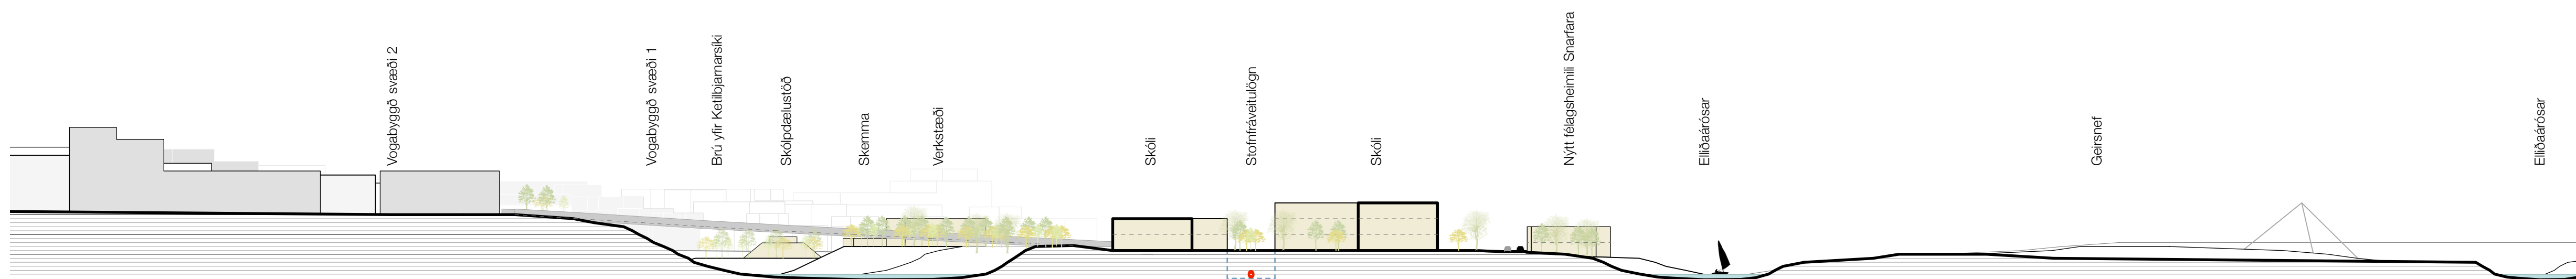 Vogabyggð svæði 2
Vogabyggð svæði 1
Brú yfir Ketilbjarnarsíki
Skólpdælustöð
Skemma
Verkstæði
Skóli
Stofnfráveitulögn
Skóli
Nýtt félagsheimili Snarfara
Elliðaárósar
Geirsnef
Elliðaárósar